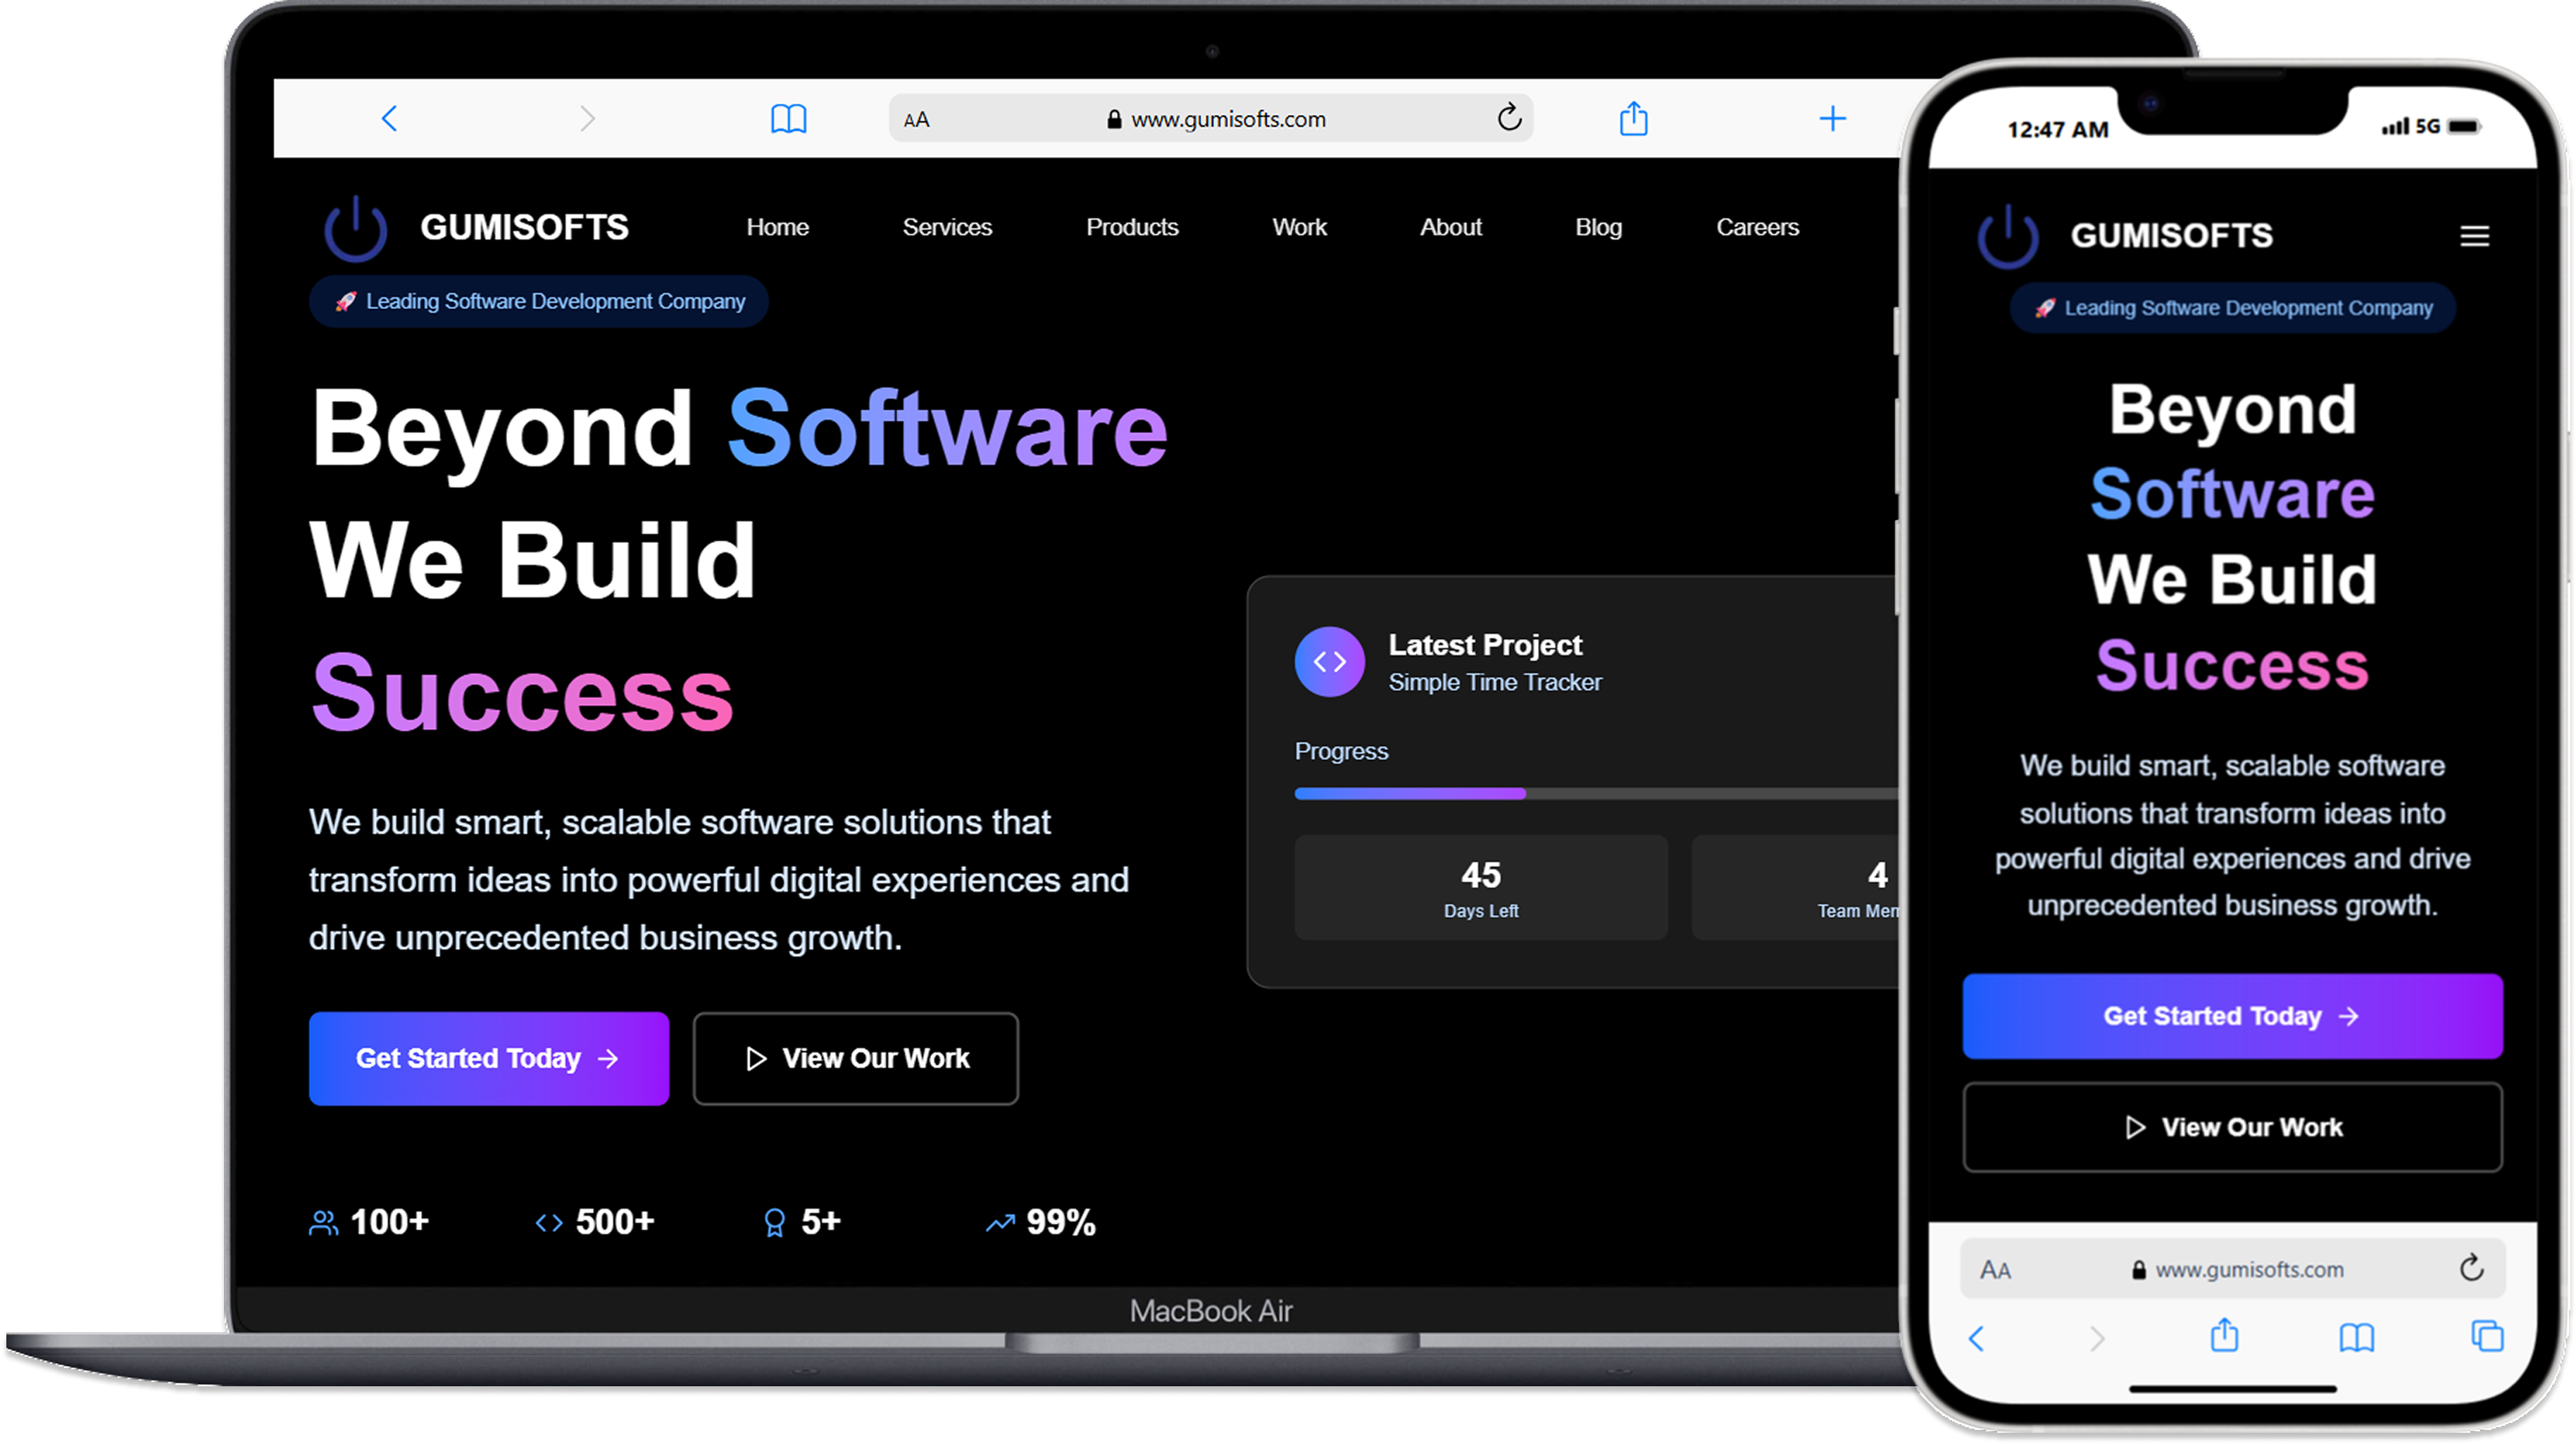 www.gumisofts.com
AA
GUMISOFTS
Home
Services
Products
Work
About
Blog
Careers
🚀 Leading Software Development Company
Beyond Software
We Build
Success
We build smart, scalable software solutions that
transform ideas into powerful digital experiences and
drive unprecedented business growth.
Get Started Today →
View Our Work
100+
500+
5+
99%
Latest Project
Simple Time Tracker
Progress
45
Days Left
4
Team Mem
MacBook Air
12:47 AM
5G
GUMISOFTS
🚀 Leading Software Development Company
Beyond
Software
We Build
Success
We build smart, scalable software
solutions that transform ideas into
powerful digital experiences and drive
unprecedented business growth.
Get Started Today →
View Our Work
AA
www.gumisofts.com